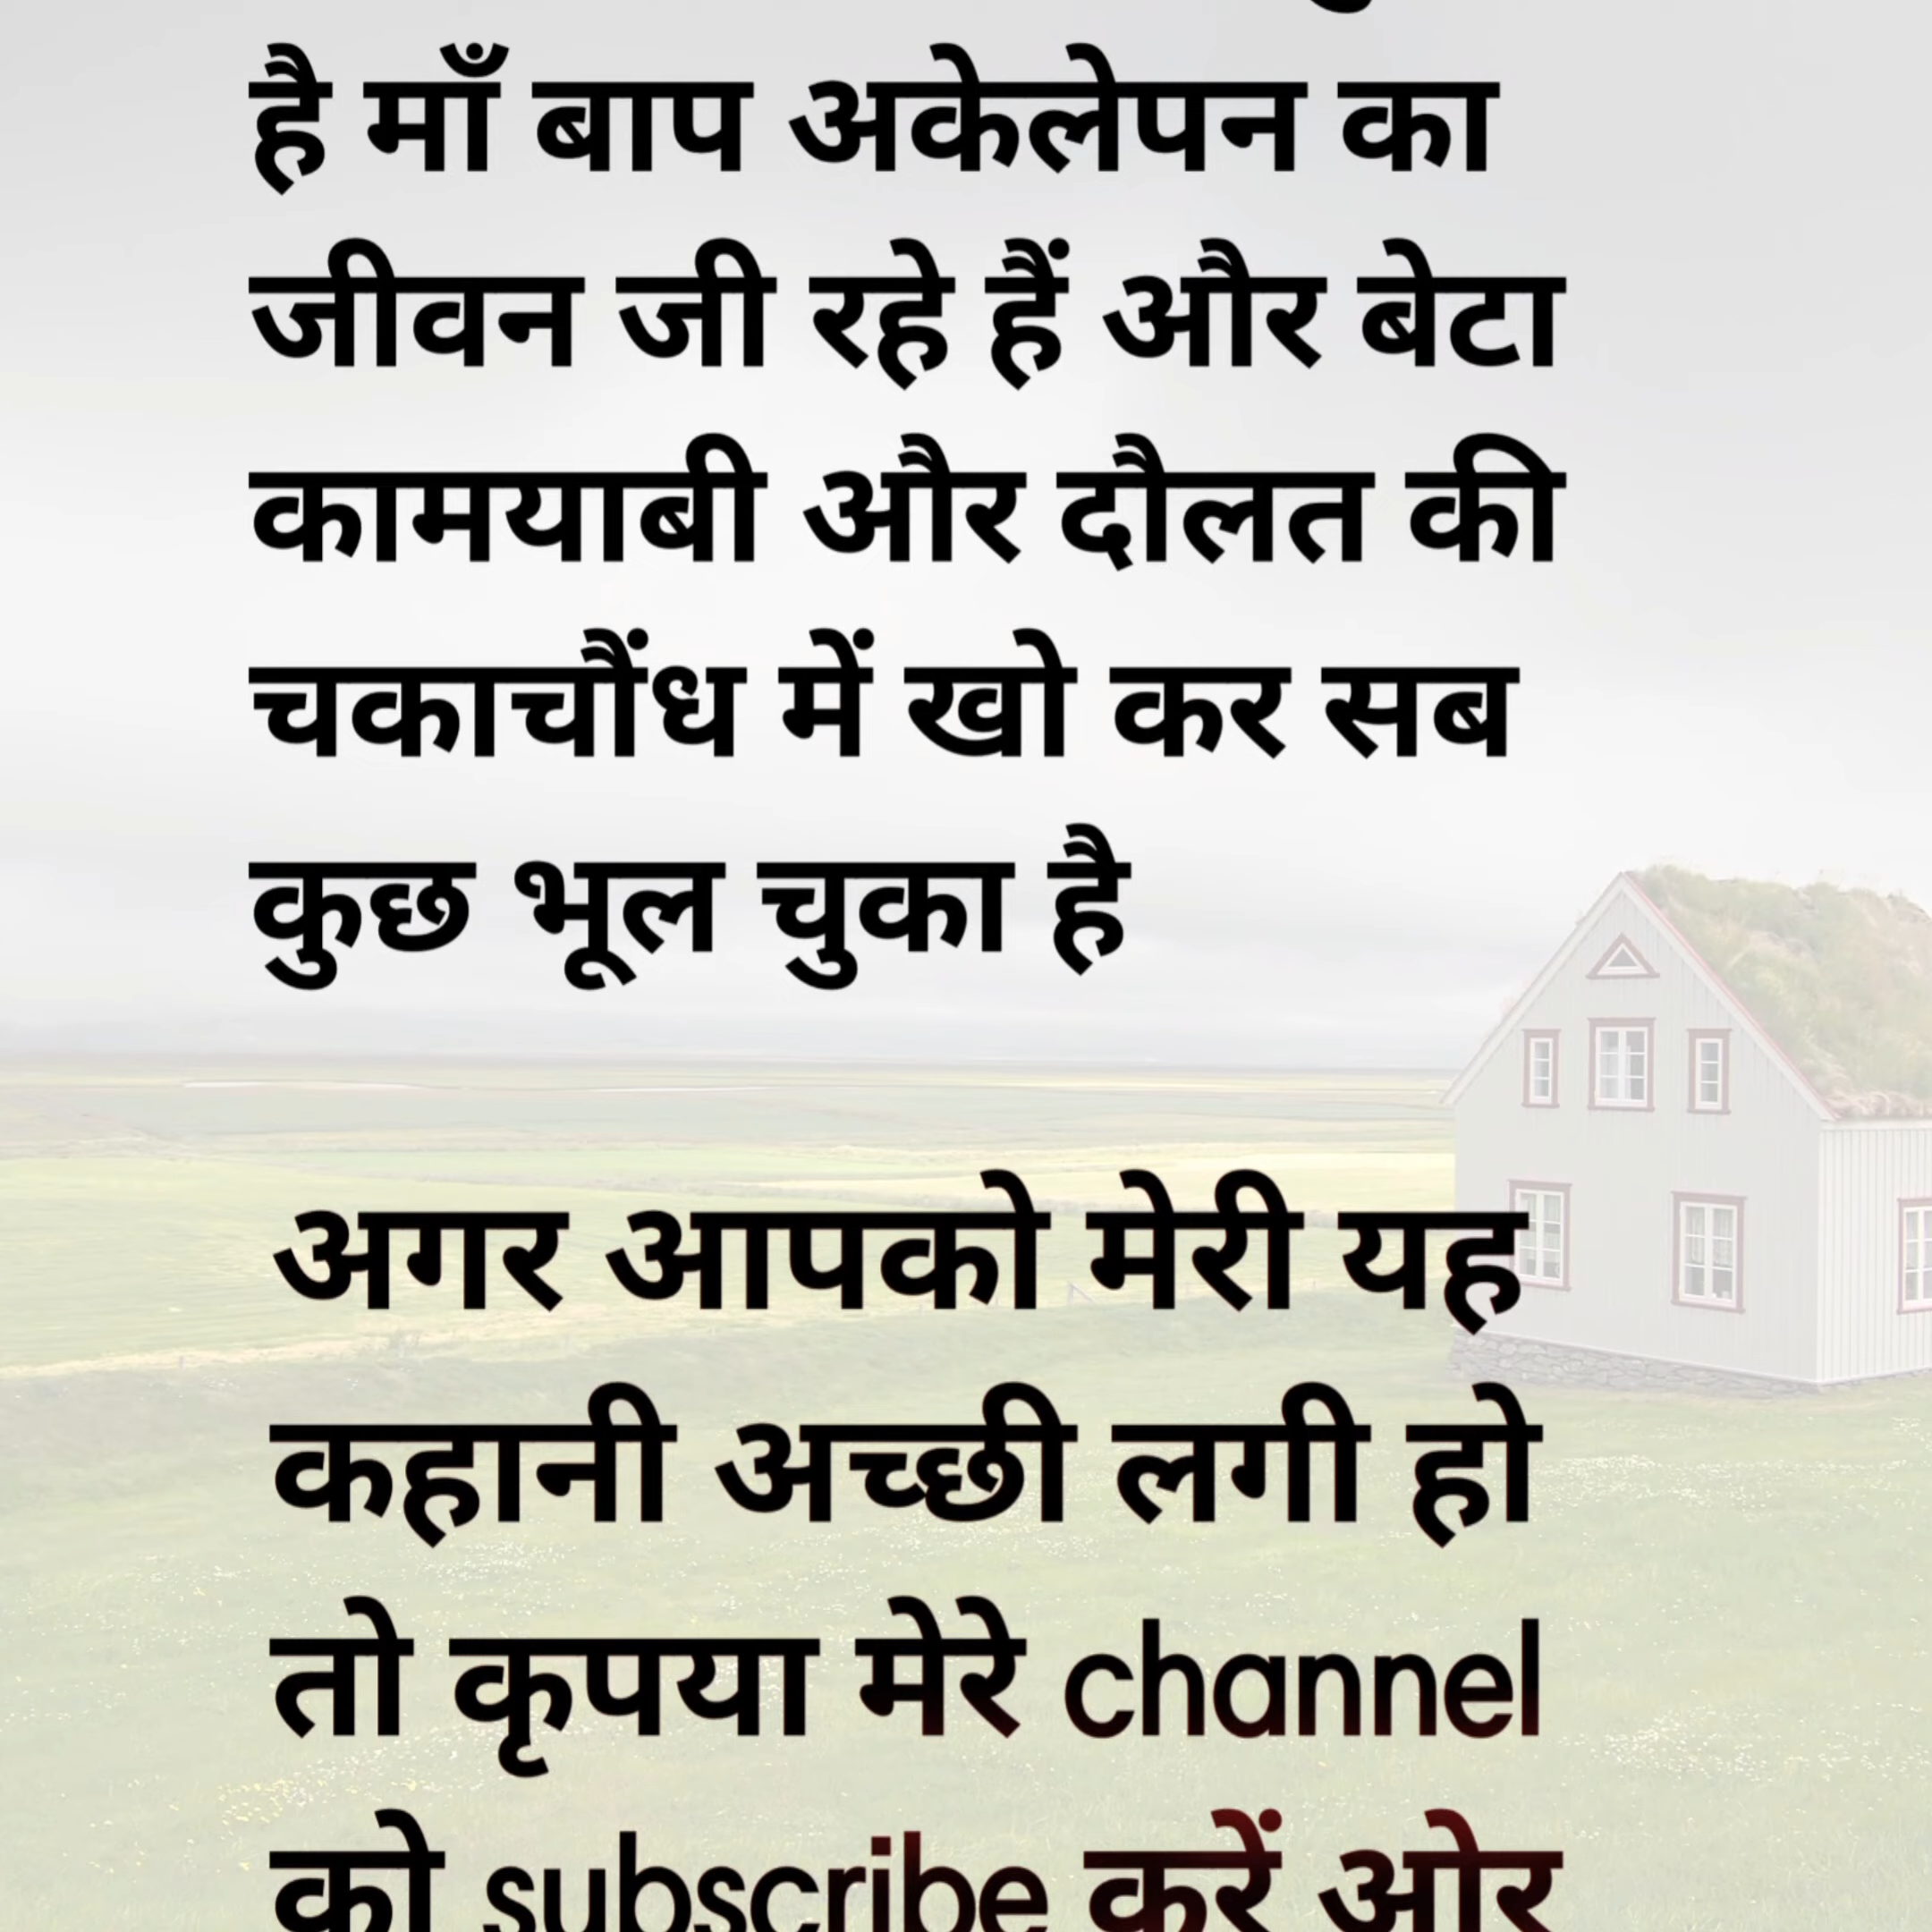 है माँ बाप अकेलेपन का
जीवन जी रहे हैं और बेटा
कामयाबी और दौलत की
चकाचौंध में खो कर सब
कुछ भूल चुका है
अगर आपको मेरी यह
कहानी अच्छी लगी हो
तो कृपया मेरे channel
को subscribe करें ओर